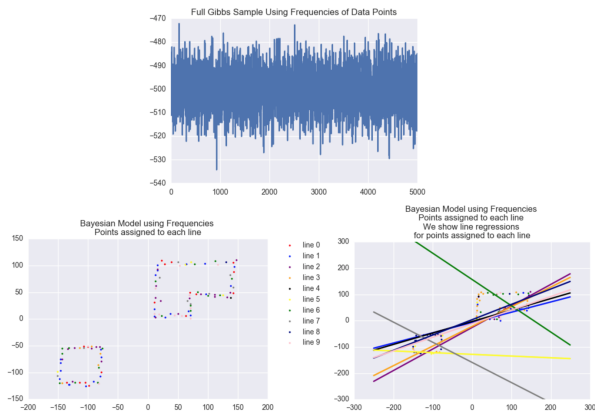 Full Gibbs Sample Using Frequencies of Data Points
−470
−480
−490
−500
−510
−520
−530
−540
0
1000
2000
3000
4000
5000
Bayesian Model using Frequencies
Points assigned to each line
150
100
50
0
−50
−100
−150
−200
−150
−100
−50
0
50
100
150
200
line 0
line 1
line 2
line 3
line 4
line 5
line 6
line 7
line 8
line 9
Bayesian Model using Frequencies
Points assigned to each line
We show line regressions
for points assigned to each line
300
200
100
0
−100
−200
−300
−300
−200
−100
0
100
200
300